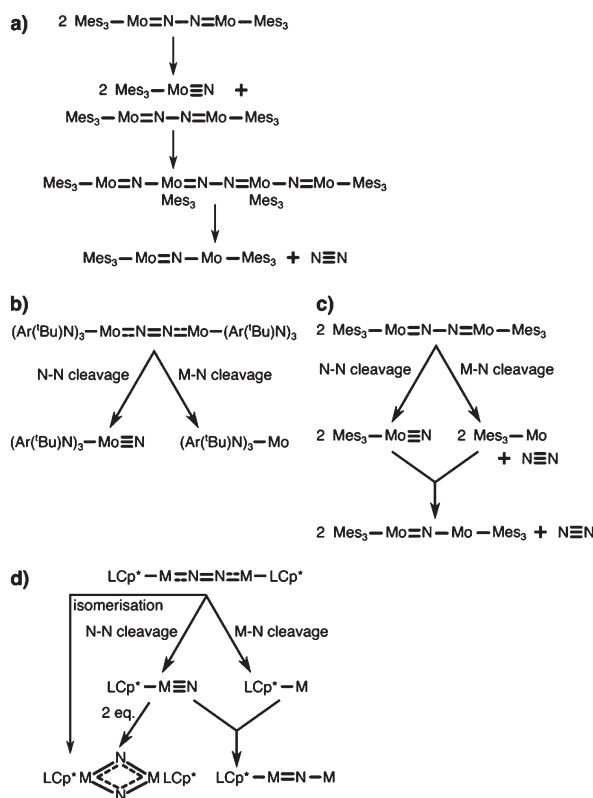 a)
2 Mes₃—Mo=N—N=Mo—Mes₃
2 Mes₃—Mo≡N +
Mes₃—Mo=N—N=Mo—Mes₃
Mes₃—Mo=N—Mo=N—N=Mo—N=Mo—Mes₃
Mes₃ Mes₃
Mes₃—Mo=N—Mo—Mes₃ + N≡N
b)
(Ar(ᵗBu)N)₃—Mo=N=N=Mo—(Ar(ᵗBu)N)₃
N-N cleavage M-N cleavage
(Ar(ᵗBu)N)₃—Mo≡N (Ar(ᵗBu)N)₃—Mo
c)
2 Mes₃—Mo=N—N=Mo—Mes₃
N-N cleavage M-N cleavage
2 Mes₃—Mo≡N 2 Mes₃—Mo
+ N≡N
2 Mes₃—Mo=N—Mo—Mes₃ + N≡N
d)
LCp*—M=N=N=M—LCp*
isomerisation
N-N cleavage M-N cleavage
LCp*—M≡N LCp*—M
2 eq.
N
LCp*M M LCp* LCp*—M=N—M
N